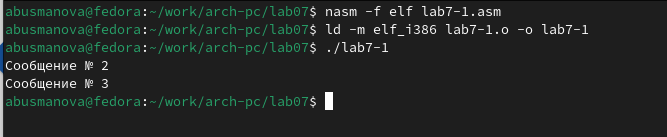 abusmanova@fedora:~/work/arch-pc/lab07$ nasm -f elf lab7-1.asm
abusmanova@fedora:~/work/arch-pc/lab07$ ld -m elf_i386 lab7-1.o -o lab7-1
abusmanova@fedora:~/work/arch-pc/lab07$ ./lab7-1
Сообщение № 2
Сообщение № 3
abusmanova@fedora:~/work/arch-pc/lab07$